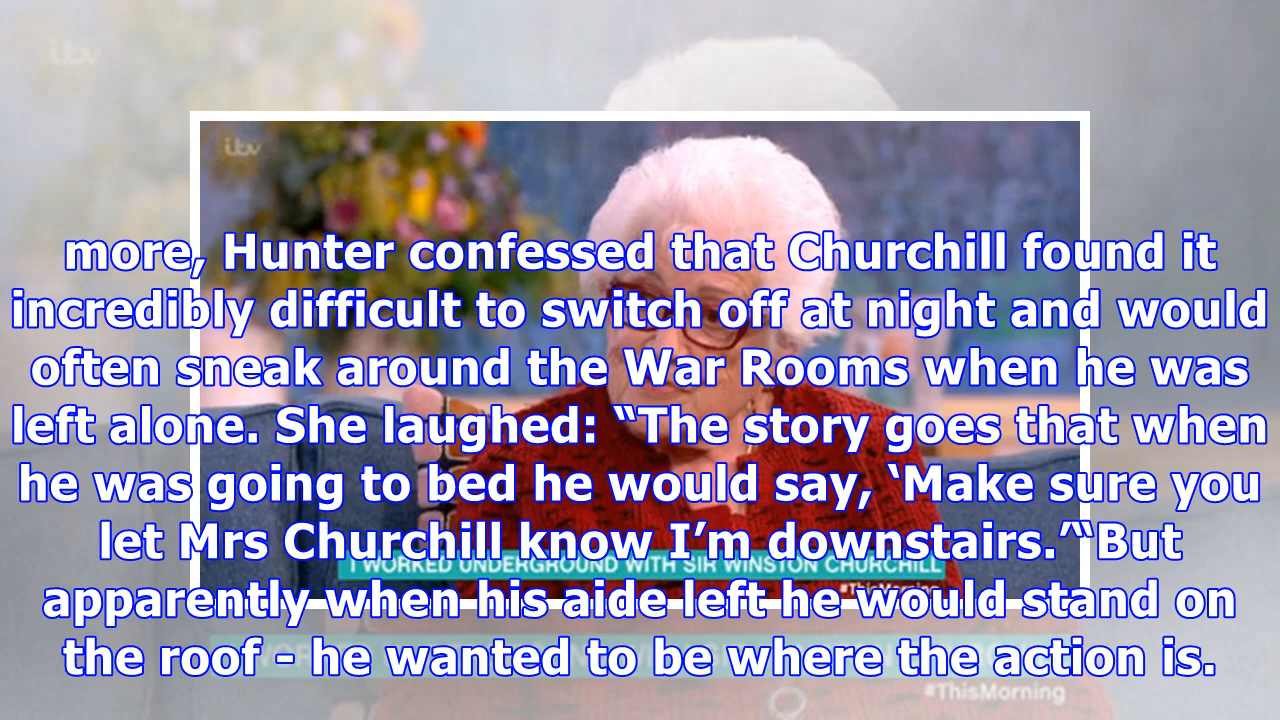 itv
itv
more, Hunter confessed that Churchill found it
incredibly difficult to switch off at night and would
often sneak around the War Rooms when he was
left alone. She laughed: “The story goes that when
he was going to bed he would say, ‘Make sure you
let Mrs Churchill know I’m downstairs.’“But
I WORKED UNDERGROUND WITH SIR WINSTON CHURCHILL
#ThisMorning
apparently when his aide left he would stand on
the roof - he wanted to be where the action is.
#ThisMorning